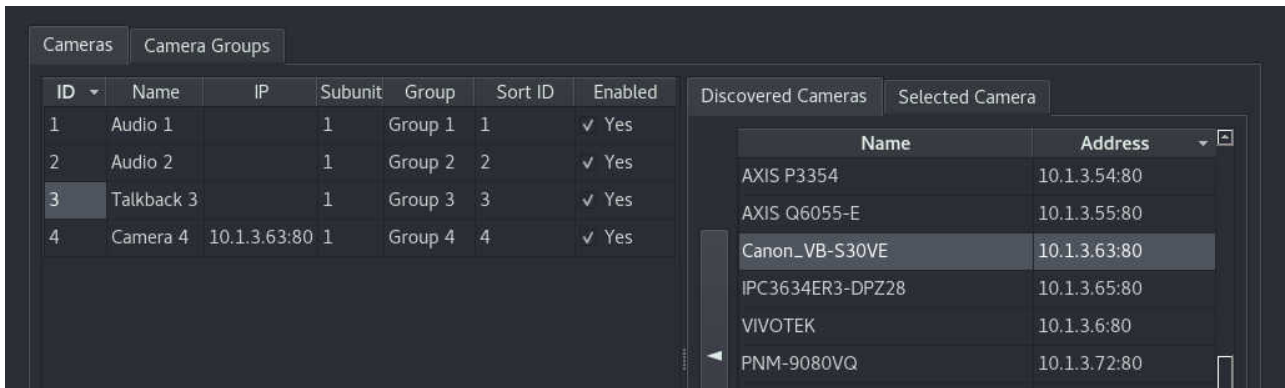 Cameras Camera Groups
ID Name IP Subunit Group Sort ID Enabled
1 Audio 1 1 Group 1 1 ✓ Yes
2 Audio 2 1 Group 2 2 ✓ Yes
3 Talkback 3 1 Group 3 3 ✓ Yes
4 Camera 4 10.1.3.63:80 1 Group 4 4 ✓ Yes
Discovered Cameras Selected Camera
Name Address
AXIS P3354 10.1.3.54:80
AXIS Q6055-E 10.1.3.55:80
Canon_VB-S30VE 10.1.3.63:80
IPC3634ER3-DPZ28 10.1.3.65:80
VIVOTEK 10.1.3.6:80
PNM-9080VQ 10.1.3.72:80